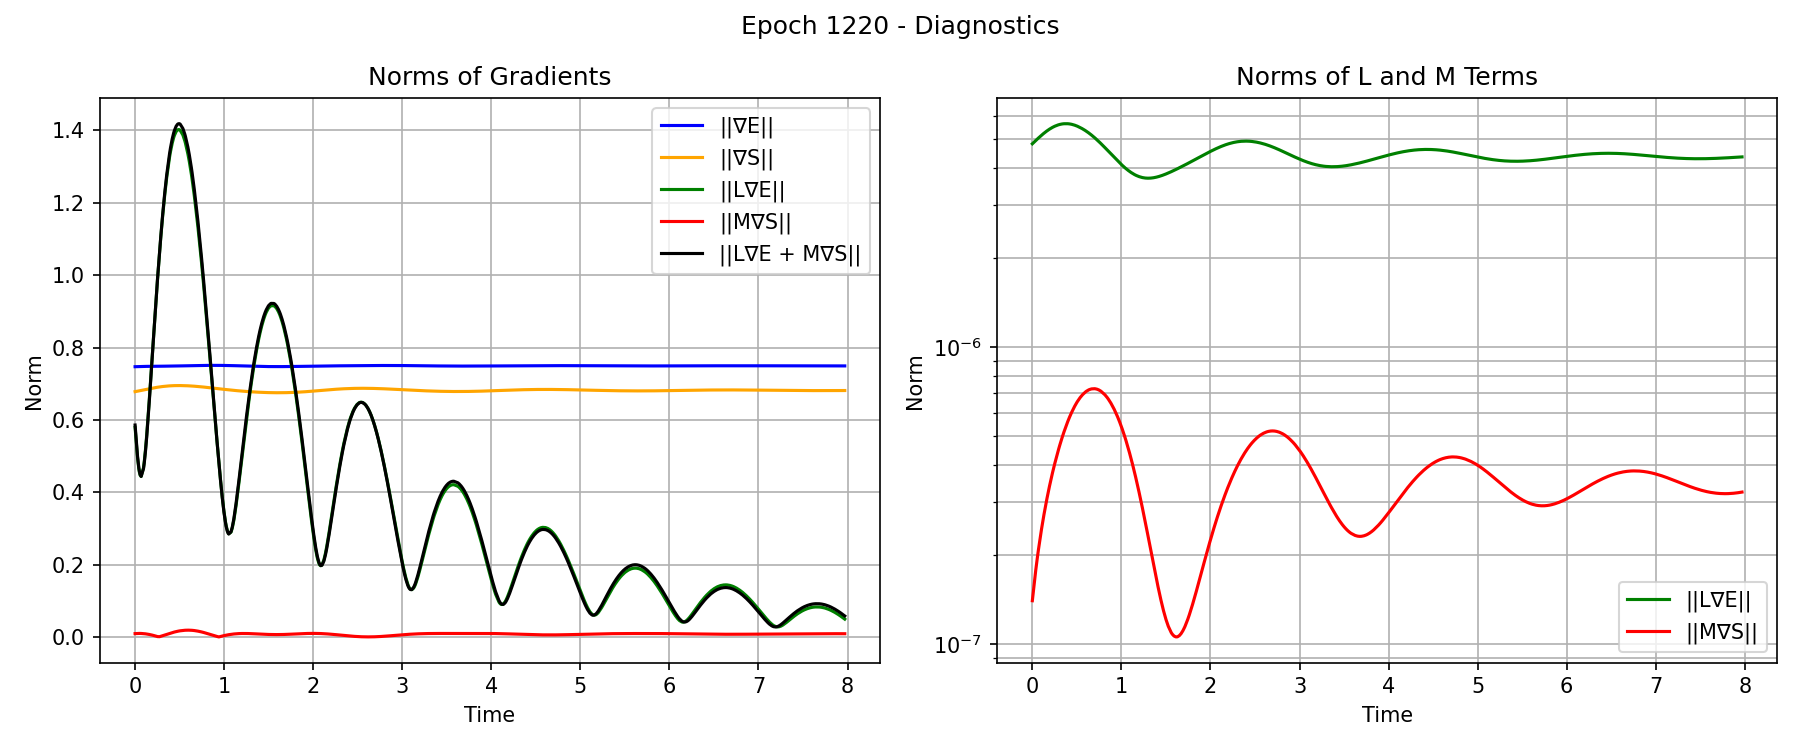 Epoch 1220 - Diagnostics
Norms of Gradients
Norm
1.4
1.2
1.0
0.8
0.6
0.4
0.2
0.0
0 1 2 3 4 5 6 7 8
Time
||∇E||
||∇S||
||L∇E||
||M∇S||
||L∇E + M∇S||
Norms of L and M Terms
Norm
10⁻⁶
10⁻⁷
0 1 2 3 4 5 6 7 8
Time
||L∇E||
||M∇S||